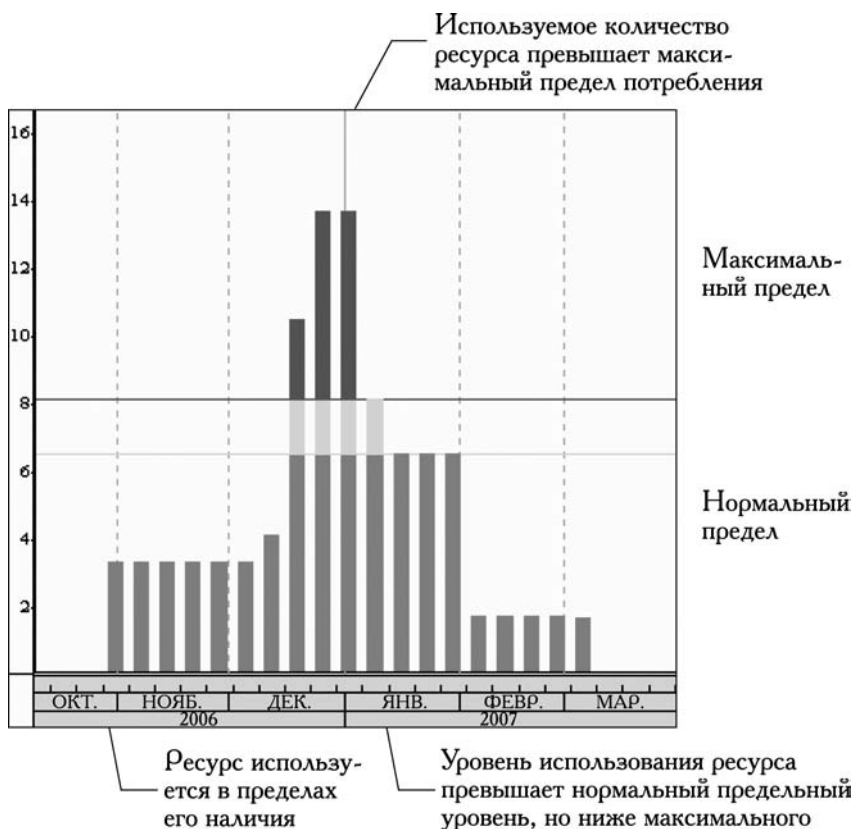 Используемое количество
ресурса превышает макси-
мальный предел потребления
16
14
12
10
8
6
4
2
Максималь-
ный предел
Нормальный
предел
ОКТ. НОЯБ. ДЕК. ЯНВ. ФЕВР. МАР.
2006 2007
Ресурс использу-
ется в пределах
его наличия
Уровень использования ресурса
превышает нормальный предельный
уровень, но ниже максимального